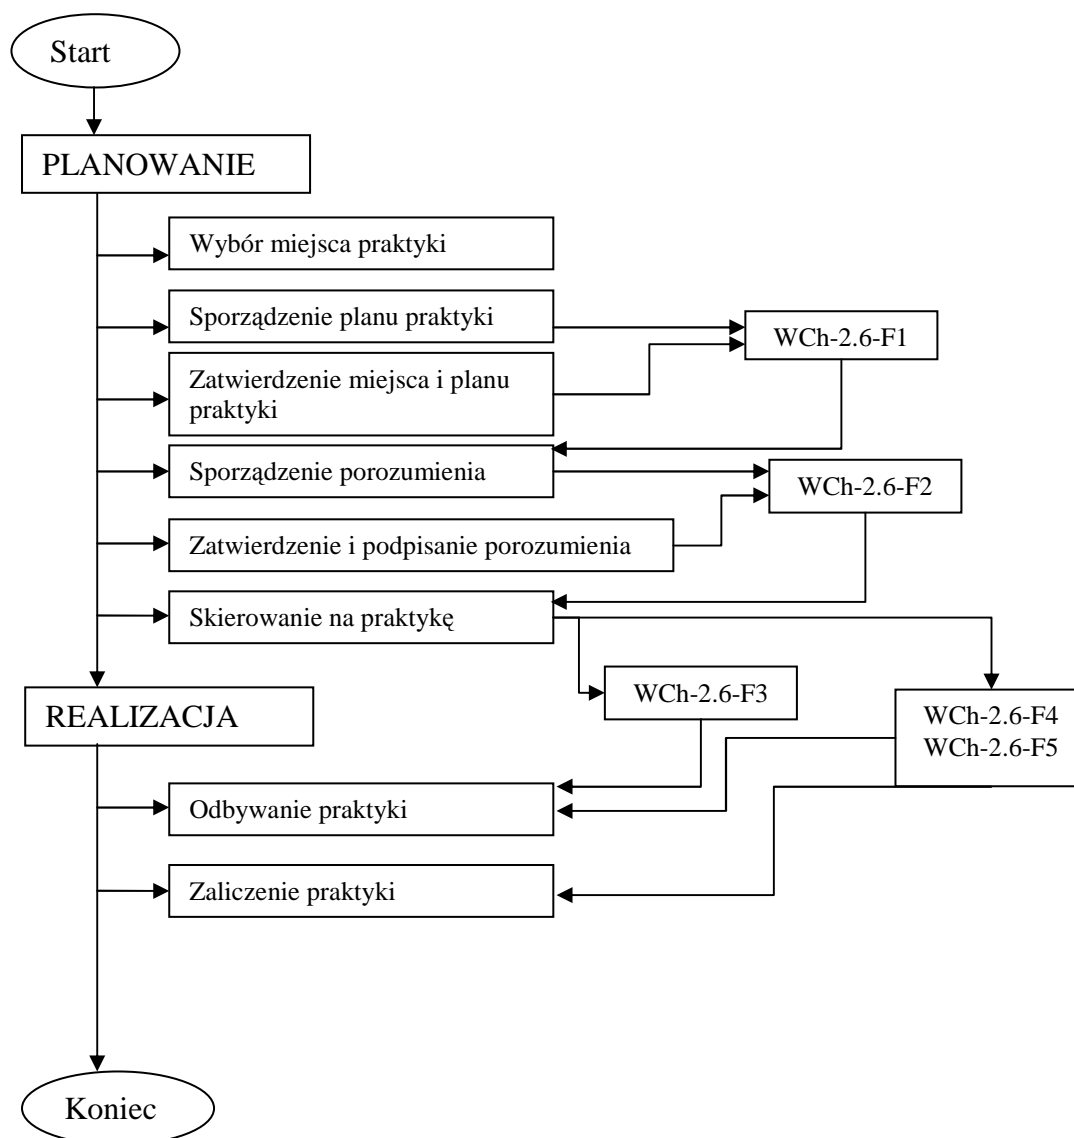 Start
PLANOWANIE
Wybór miejsca praktyki
Sporządzenie planu praktyki
WCh-2.6-F1
Zatwierdzenie miejsca i planu
praktyki
Sporządzenie porozumienia
WCh-2.6-F2
Zatwierdzenie i podpisanie porozumienia
Skierowanie na praktykę
WCh-2.6-F3
REALIZACJA
WCh-2.6-F4
WCh-2.6-F5
Odbywanie praktyki
Zaliczenie praktyki
Koniec